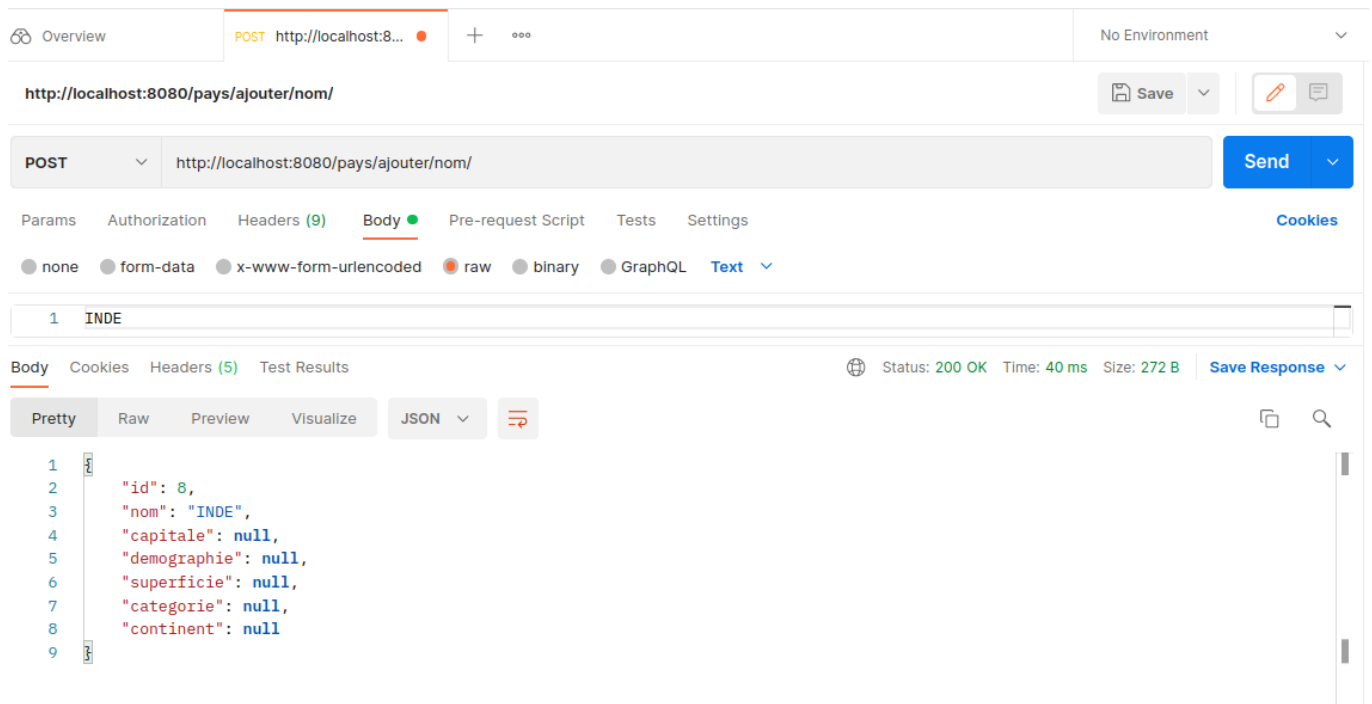 Overview POST http://localhost:8... No Environment
http://localhost:8080/pays/ajouter/nom/ Save
POST http://localhost:8080/pays/ajouter/nom/ Send
Params Authorization Headers (9) Body Pre-request Script Tests Settings Cookies
none form-data x-www-form-urlencoded raw binary GraphQL Text
1 INDE
Body Cookies Headers (5) Test Results Status: 200 OK Time: 40 ms Size: 272 B Save Response
Pretty Raw Preview Visualize JSON
1 {
2 "id": 8,
3 "nom": "INDE",
4 "capitale": null,
5 "demographie": null,
6 "superficie": null,
7 "categorie": null,
8 "continent": null
9 }